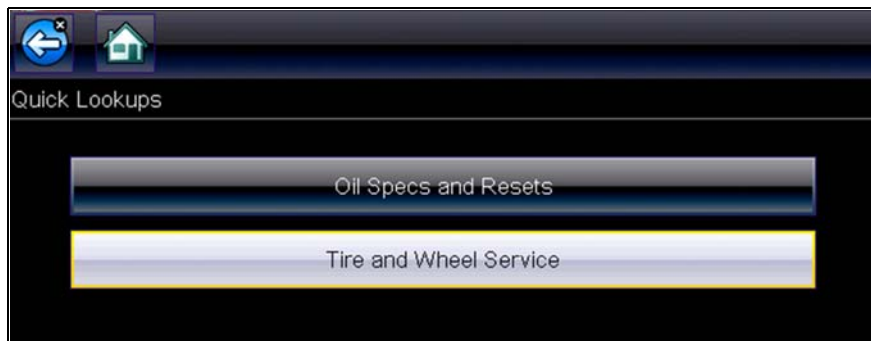 Quick Lookups
Oil Specs and Resets
Tire and Wheel Service